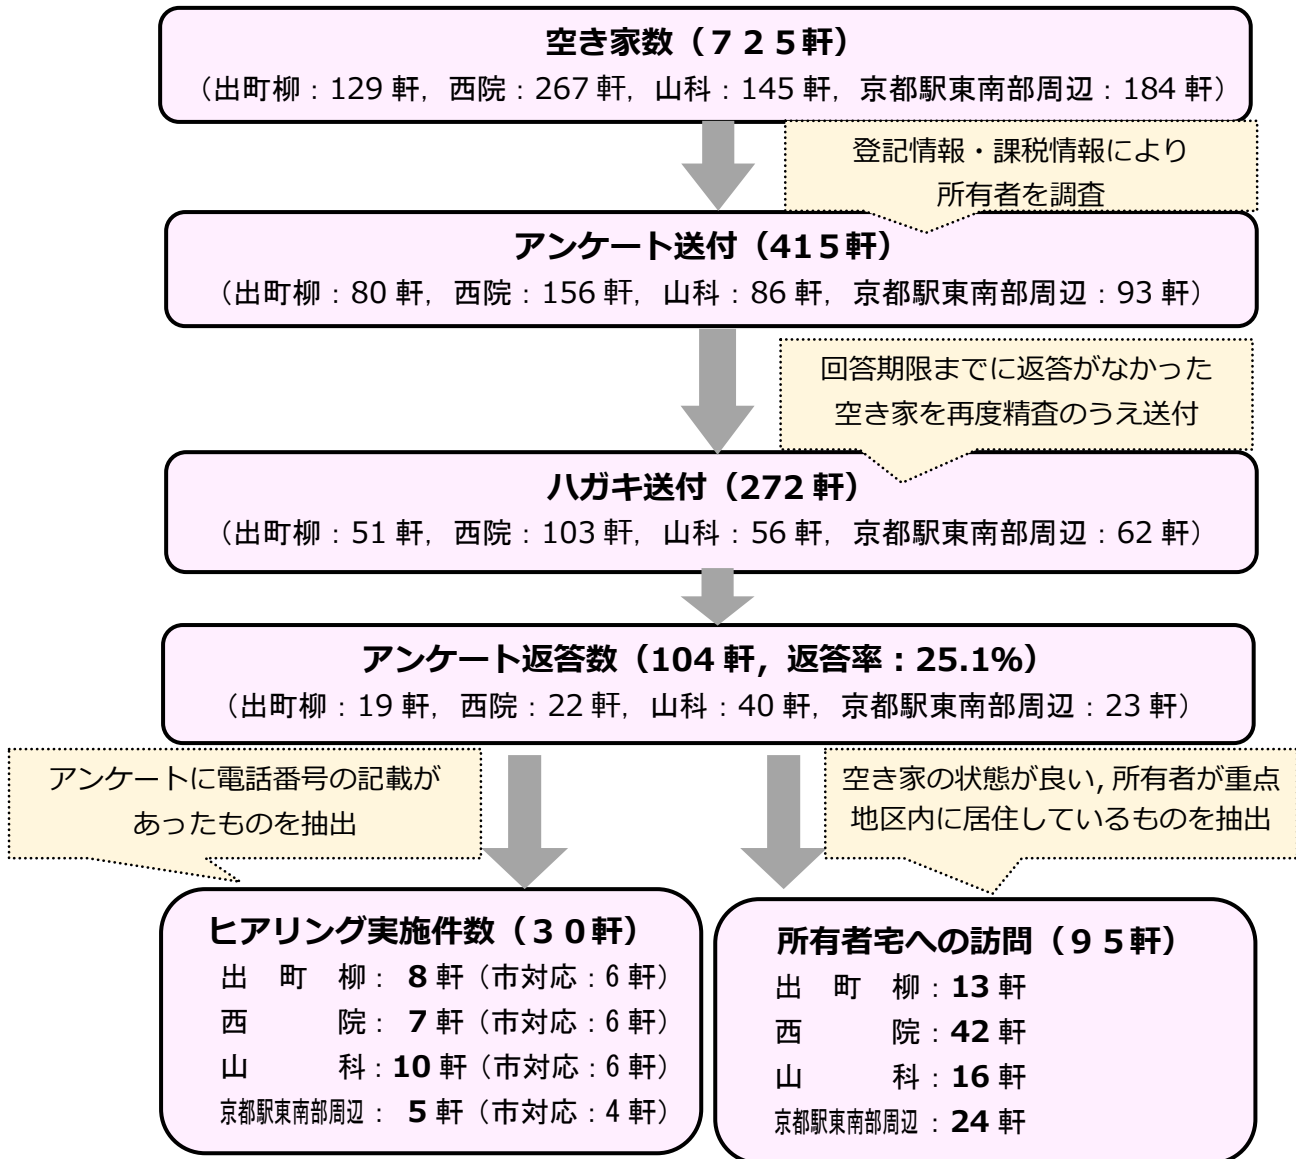 空き家数（７２５軒）
（出町柳：129 軒，西院：267 軒，山科：145 軒，京都駅東南部周辺：184 軒）
登記情報・課税情報により
所有者を調査
アンケート送付（415軒）
（出町柳：80 軒，西院：156 軒，山科：86 軒，京都駅東南部周辺：93 軒）
回答期限までに返答がなかった
空き家を再度精査のうえ送付
ハガキ送付（272 軒）
（出町柳：51 軒，西院：103 軒，山科：56 軒，京都駅東南部周辺：62 軒）
アンケート返答数（104 軒，返答率：25.1%）
（出町柳：19 軒，西院：22 軒，山科：40 軒，京都駅東南部周辺：23 軒）
アンケートに電話番号の記載が
あったものを抽出
空き家の状態が良い，所有者が重点
地区内に居住しているものを抽出
ヒアリング実施件数（３０軒）
出　町　柳： 8 軒（市対応：6 軒）
西　　　院： 7 軒（市対応：6 軒）
山　　　科：10 軒（市対応：6 軒）
京都駅東南部周辺： 5 軒（市対応：4 軒）
所有者宅への訪問（９５軒）
出　町　柳：13 軒
西　　　院：42 軒
山　　　科：16 軒
京都駅東南部周辺：24 軒